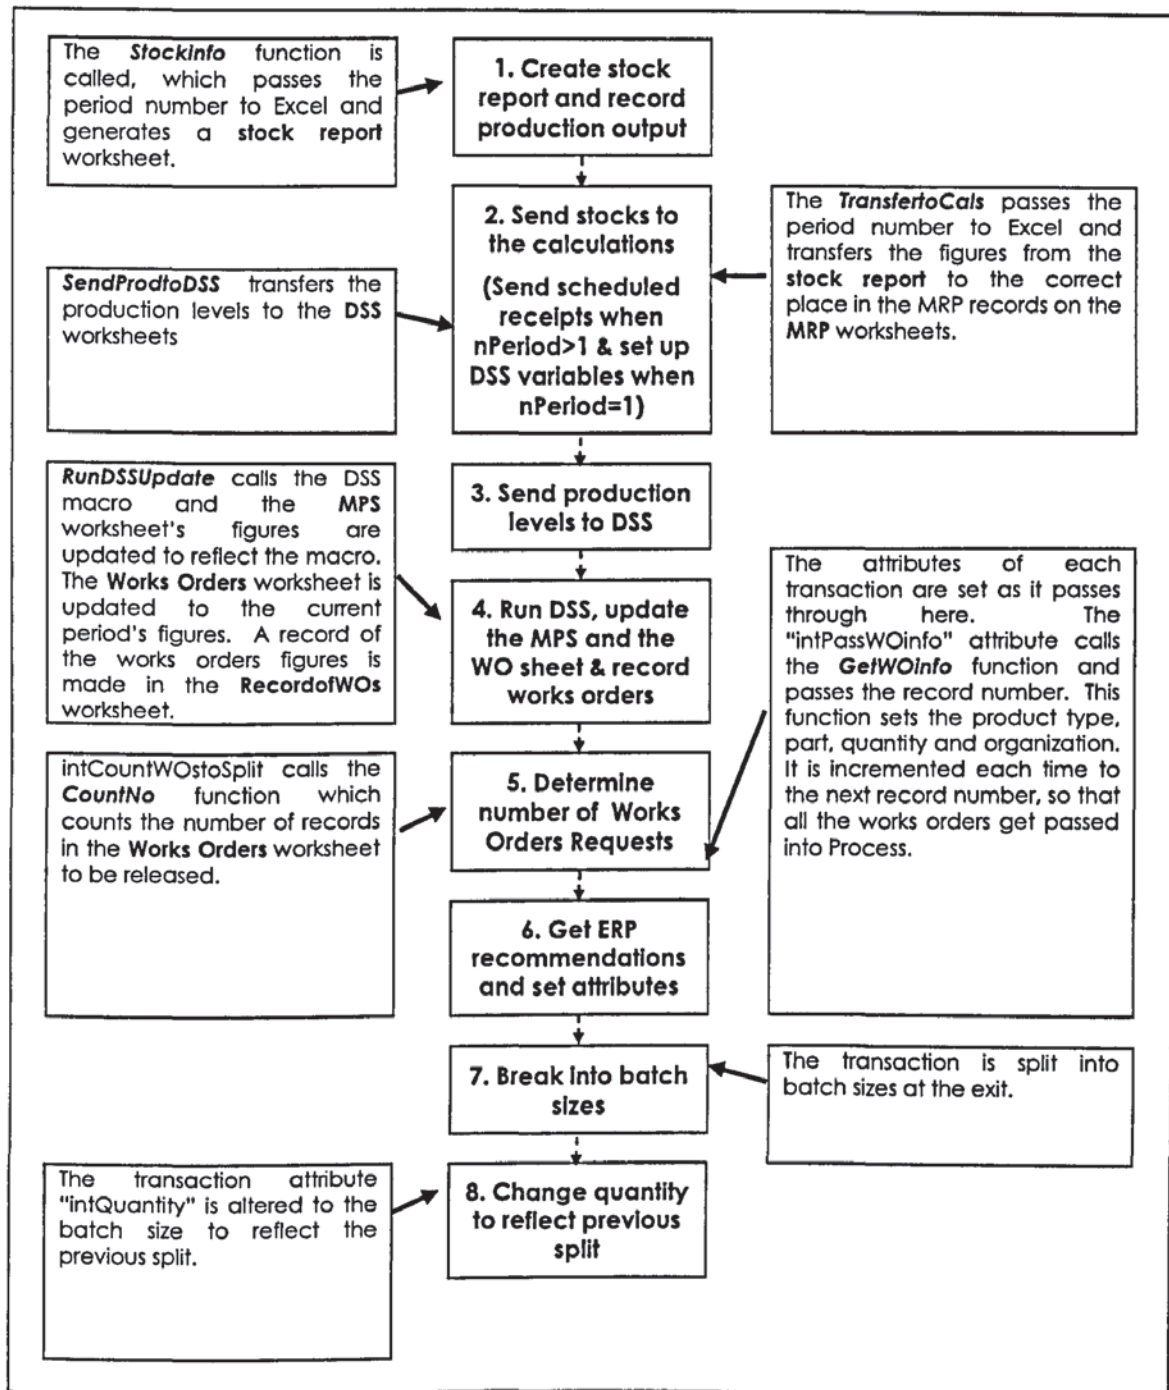 The StockInfo function is
called, which passes the
period number to Excel and
generates a stock report
worksheet.
1. Create stock
report and record
production output
2. Send stocks to
the calculations
(Send scheduled
receipts when
nPeriod>1 & set up
DSS variables when
nPeriod=1)
The TransfertoCals passes the
period number to Excel and
transfers the figures from the
stock report to the correct
place in the MRP records on the
MRP worksheets.
SendProdtoDSS transfers the
production levels to the DSS
worksheets
3. Send production
levels to DSS
RunDSSUpdate calls the DSS
macro and the MPS
worksheet's figures are
updated to reflect the macro.
The Works Orders worksheet is
updated to the current
period's figures. A record of
the works orders figures is
made in the RecordofWOs
worksheet.
4. Run DSS, update
the MPS and the
WO sheet & record
works orders
The attributes of each
transaction are set as it passes
through here. The
"intPassWOinfo" attribute calls
the GetWOinfo function and
passes the record number. This
function sets the product type,
part, quantity and organization.
It is incremented each time to
the next record number, so that
all the works orders get passed
into Process.
intCountWOstoSplit calls the
CountNo function which
counts the number of records
in the Works Orders worksheet
to be released.
5. Determine
number of Works
Orders Requests
6. Get ERP
recommendations
and set attributes
7. Break into batch
sizes
The transaction is split into
batch sizes at the exit.
The transaction attribute
"intQuantity" is altered to the
batch size to reflect the
previous split.
8. Change quantity
to reflect previous
split